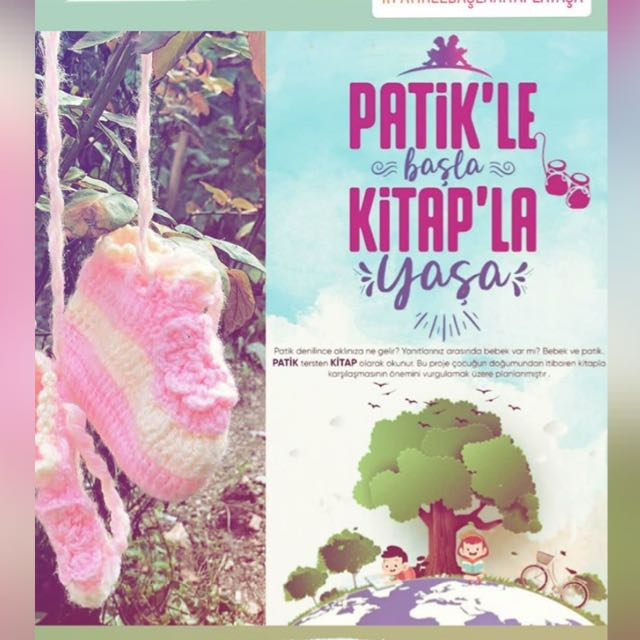 PATİK'LE
başla
KİTAP'LA
yaşa
Patik denilince aklınıza ne gelir? Yanıtlarınız arasında bebek var mı? Bebek ve patik.
PATİK tersten KİTAP olarak okunur. Bu proje çocuğun doğumundan itibaren kitapla
karşılaşmasının önemini vurgulamak üzere planlanmıştır .